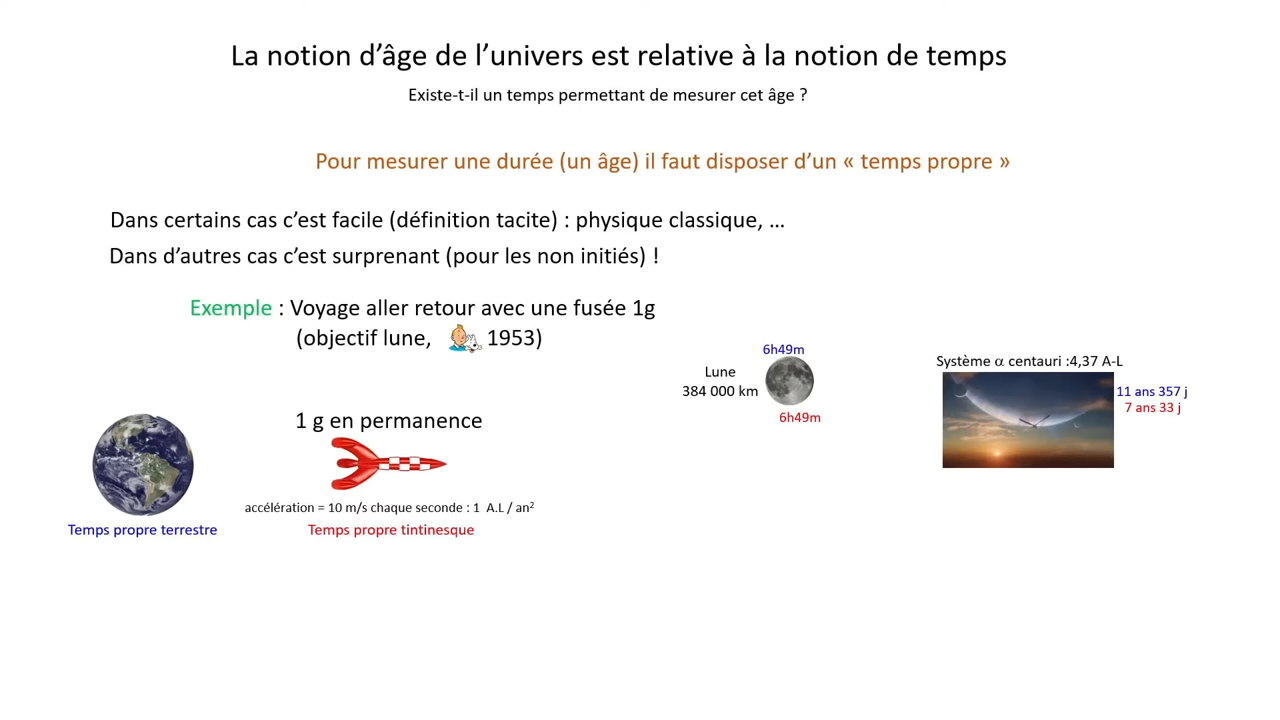 La notion d’âge de l’univers est relative à la notion de temps
Existe-t-il un temps permettant de mesurer cet âge ?
Pour mesurer une durée (un âge) il faut disposer d’un « temps propre »
Dans certains cas c’est facile (définition tacite) : physique classique, …
Dans d’autres cas c’est surprenant (pour les non initiés) !
Exemple : Voyage aller retour avec une fusée 1g
(objectif lune, 1953)
6h49m
Lune
384 000 km
6h49m
Système α centauri :4,37 A-L
11 ans 357 j
7 ans 33 j
1 g en permanence
accélération = 10 m/s chaque seconde : 1 A.L / an²
Temps propre terrestre
Temps propre tintinesque